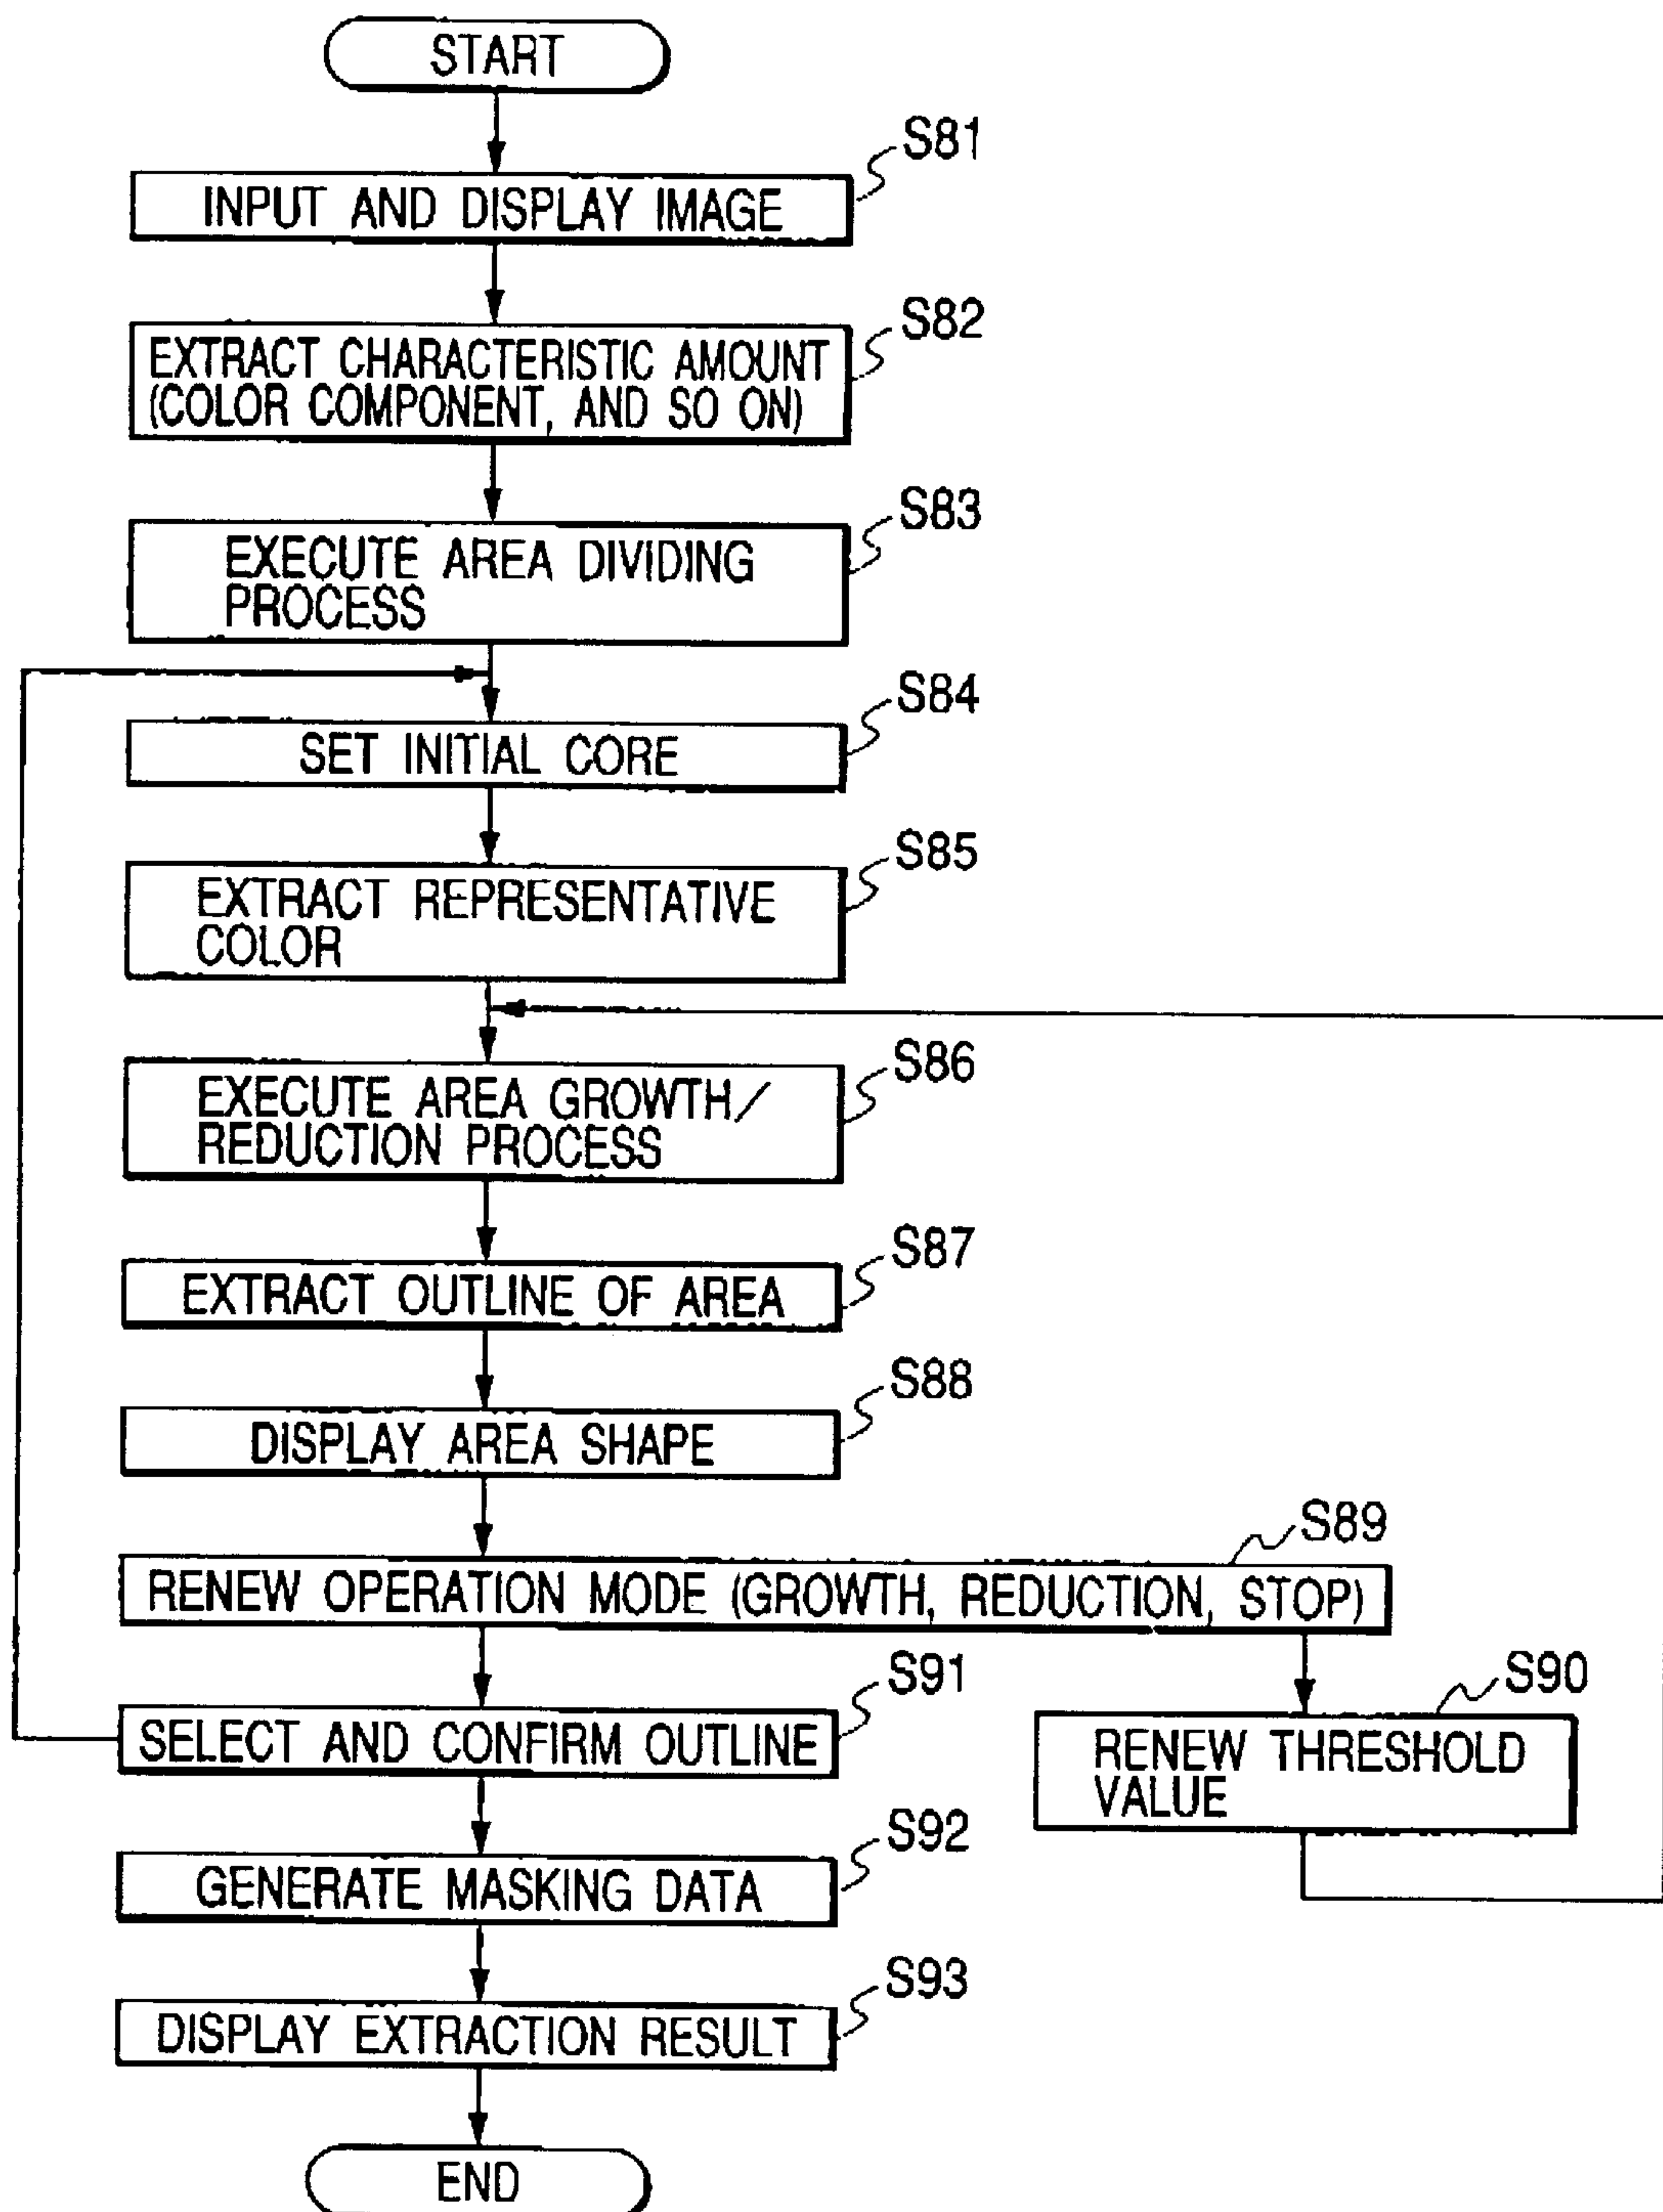 START
S81
INPUT AND DISPLAY IMAGE
S82
EXTRACT CHARACTERISTIC AMOUNT
(COLOR COMPONENT, AND SO ON)
S83
EXECUTE AREA DIVIDING
PROCESS
S84
SET INITIAL CORE
S85
EXTRACT REPRESENTATIVE
COLOR
S86
EXECUTE AREA GROWTH/
REDUCTION PROCESS
S87
EXTRACT OUTLINE OF AREA
S88
DISPLAY AREA SHAPE
S89
RENEW OPERATION MODE (GROWTH, REDUCTION, STOP)
S90
RENEW THRESHOLD
VALUE
S91
SELECT AND CONFIRM OUTLINE
S92
GENERATE MASKING DATA
S93
DISPLAY EXTRACTION RESULT
END